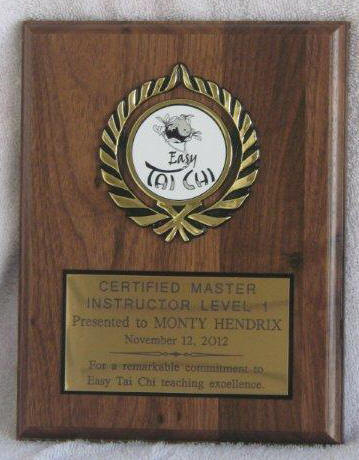 Easy
TAI CHI
CERTIFIED MASTER
INSTRUCTOR LEVEL 1
Presented to MONTY HENDRIX
November 12, 2012
For a remarkable commitment to
Easy Tai Chi teaching excellence.